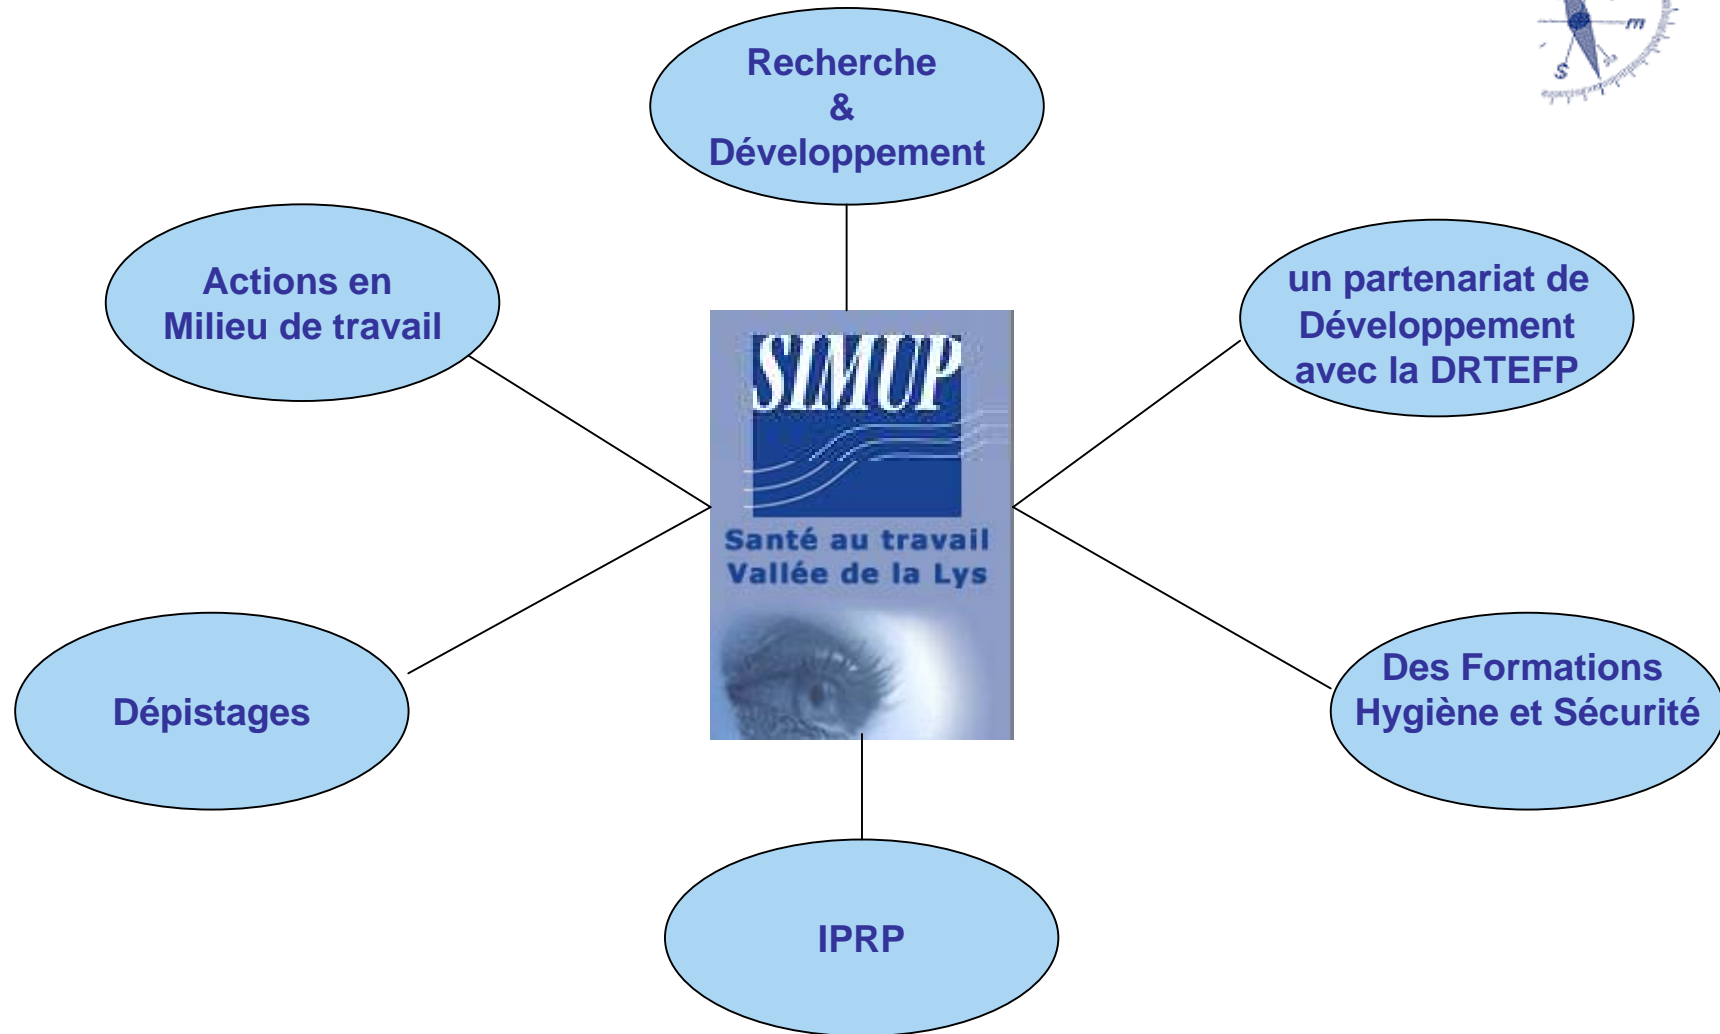 Recherche
&
Développement
m
s
Actions en
Milieu de travail
un partenariat de
Développement
avec la DRTEFP
SIMUP
Santé au travail
Vallée de la Lys
Dépistages
Des Formations
Hygiène et Sécurité
IPRP